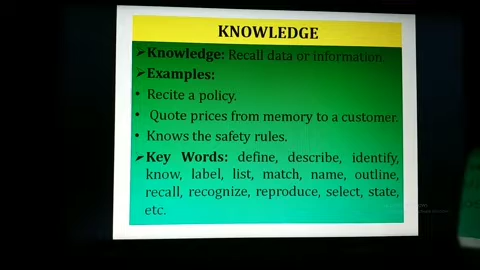 KNOWLEDGE
➢Knowledge: Recall data or information.
➢Examples:
• Recite a policy.
• Quote prices from memory to a customer.
• Knows the safety rules.
➢Key Words: define, describe, identify,
know, label, list, match, name, outline,
recall, recognize, reproduce, select, state,
etc.